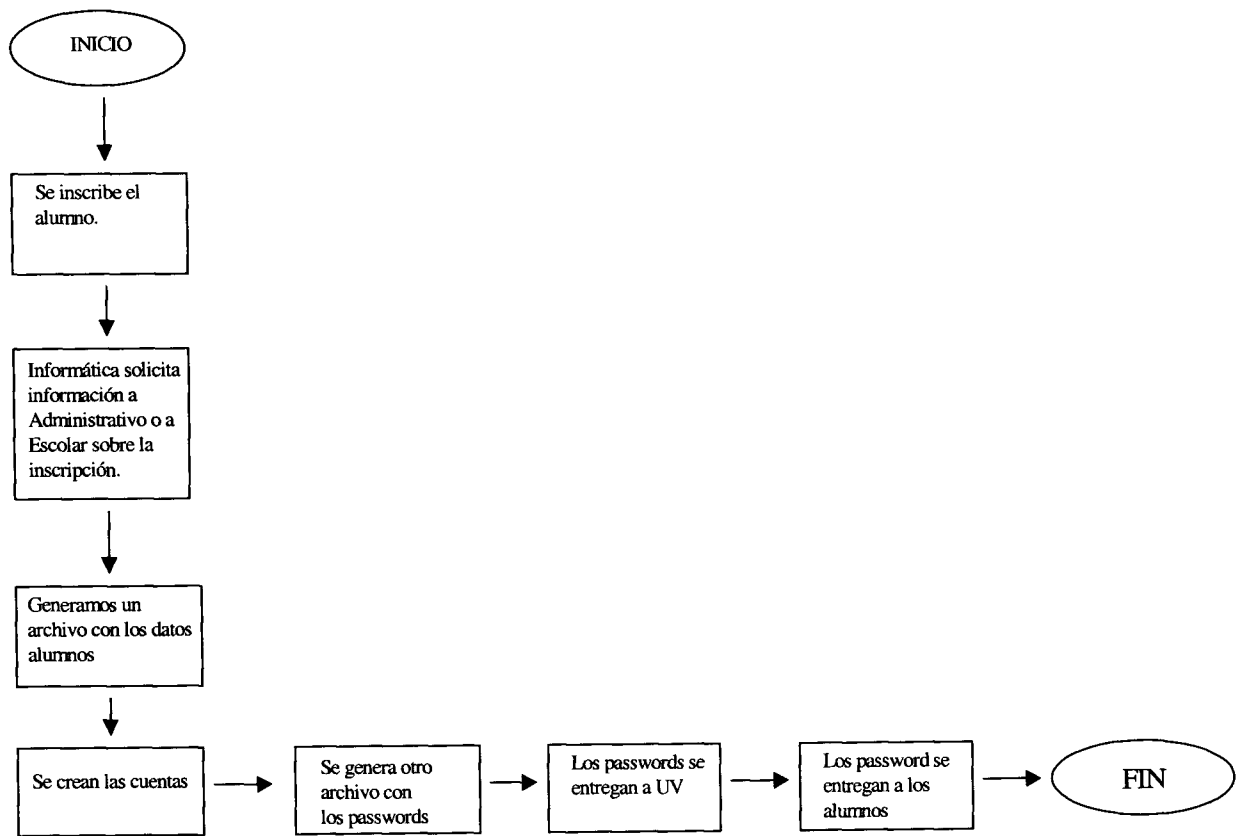 INICIO
Se inscribe el
alumno.
Informática solicita
información a
Administrativo o a
Escolar sobre la
inscripción.
Generamos un
archivo con los datos
alumnos
Se crean las cuentas
Se genera otro
archivo con
los passwords
Los passwords se
entregan a UV
Los password se
entregan a los
alumnos
FIN